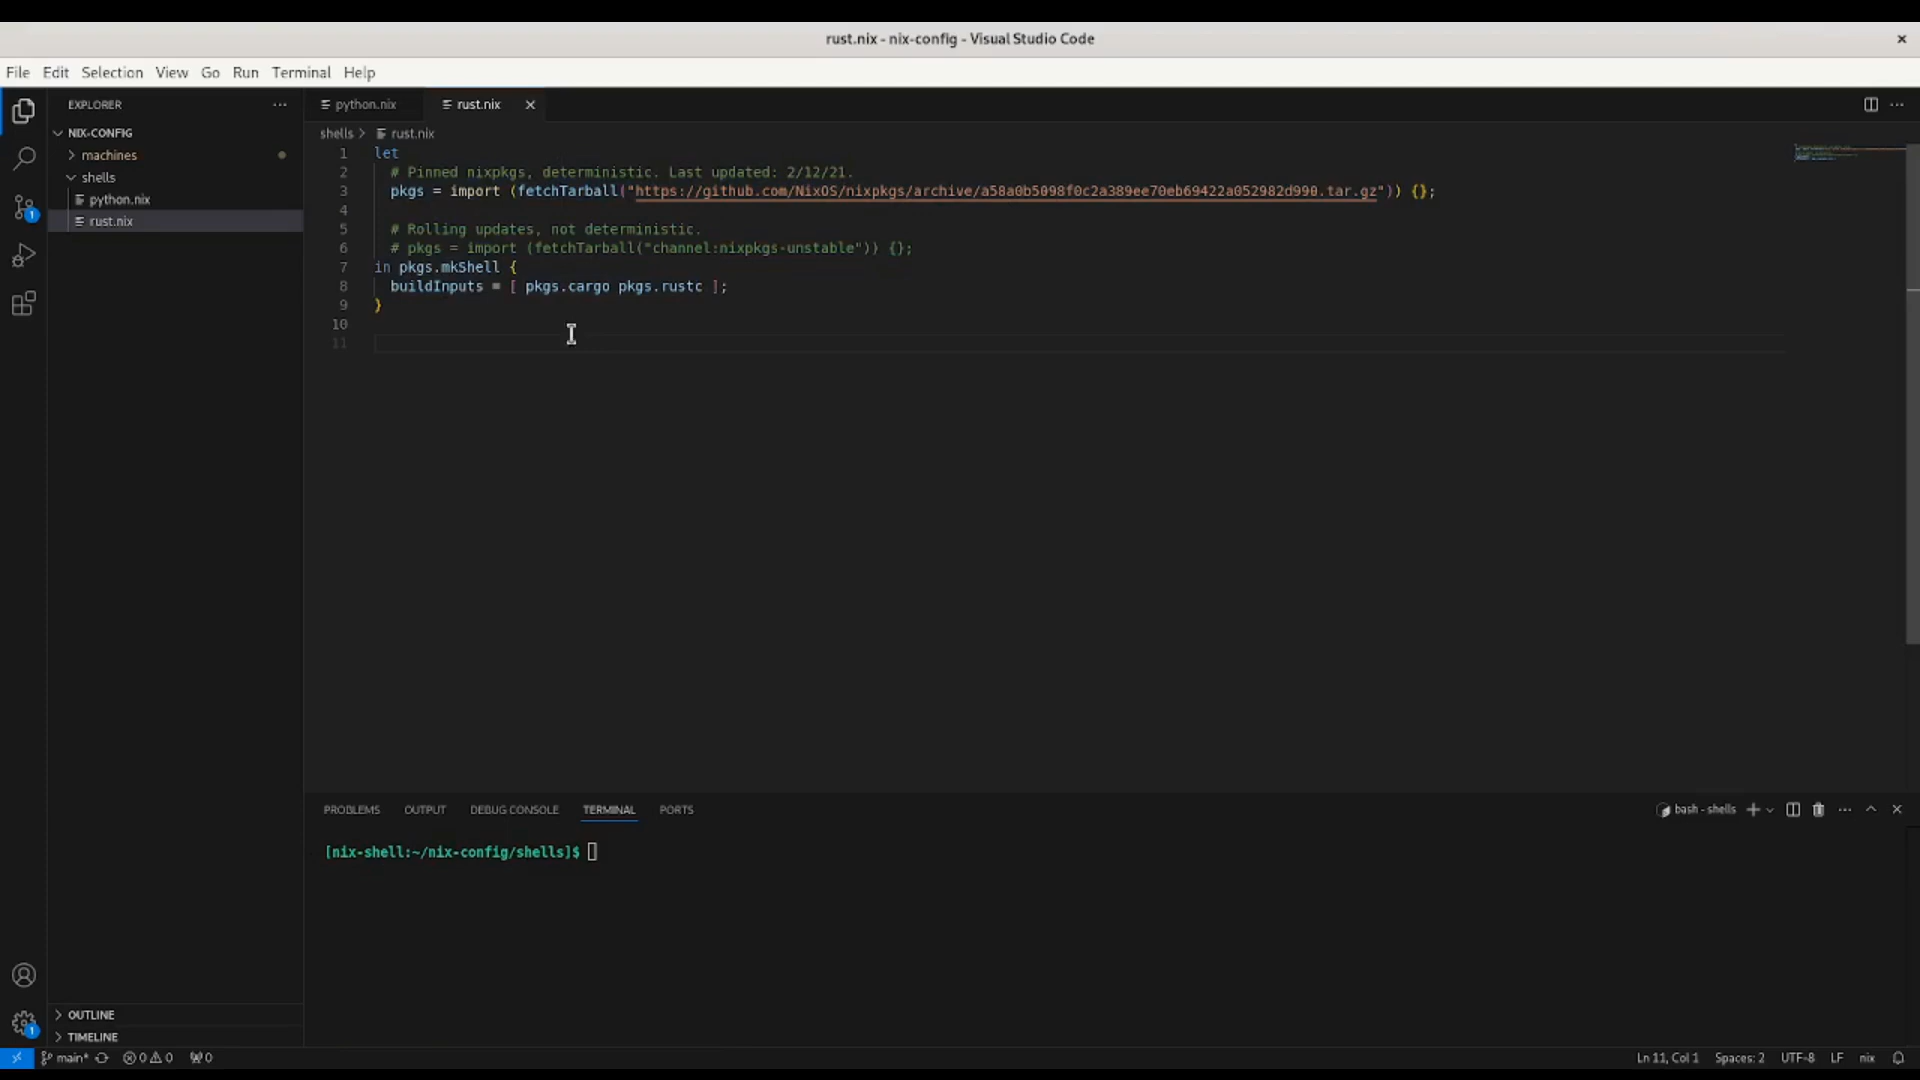 rust.nix - nix-config - Visual Studio Code
File Edit Selection View Go Run Terminal Help
EXPLORER
NIX-CONFIG
machines
shells
python.nix
rust.nix
OUTLINE
TIMELINE
python.nix rust.nix
shells > rust.nix
1 let
2 # Pinned nixpkgs, deterministic. Last updated: 2/12/21.
3 pkgs = import (fetchTarball("https://github.com/NixOS/nixpkgs/archive/a58a0b5098f0c2a389ee70eb69422a052982d990.tar.gz")) {};
4
5 # Rolling updates, not deterministic.
6 # pkgs = import (fetchTarball("channel:nixpkgs-unstable")) {};
7 in pkgs.mkShell {
8 buildInputs = [ pkgs.cargo pkgs.rustc ];
9 }
10
11
PROBLEMS OUTPUT DEBUG CONSOLE TERMINAL PORTS
bash - shells
[nix-shell:~/nix-config/shells]$
1
1
main* 0 0 0
Ln 11, Col 1 Spaces: 2 UTF-8 LF nix